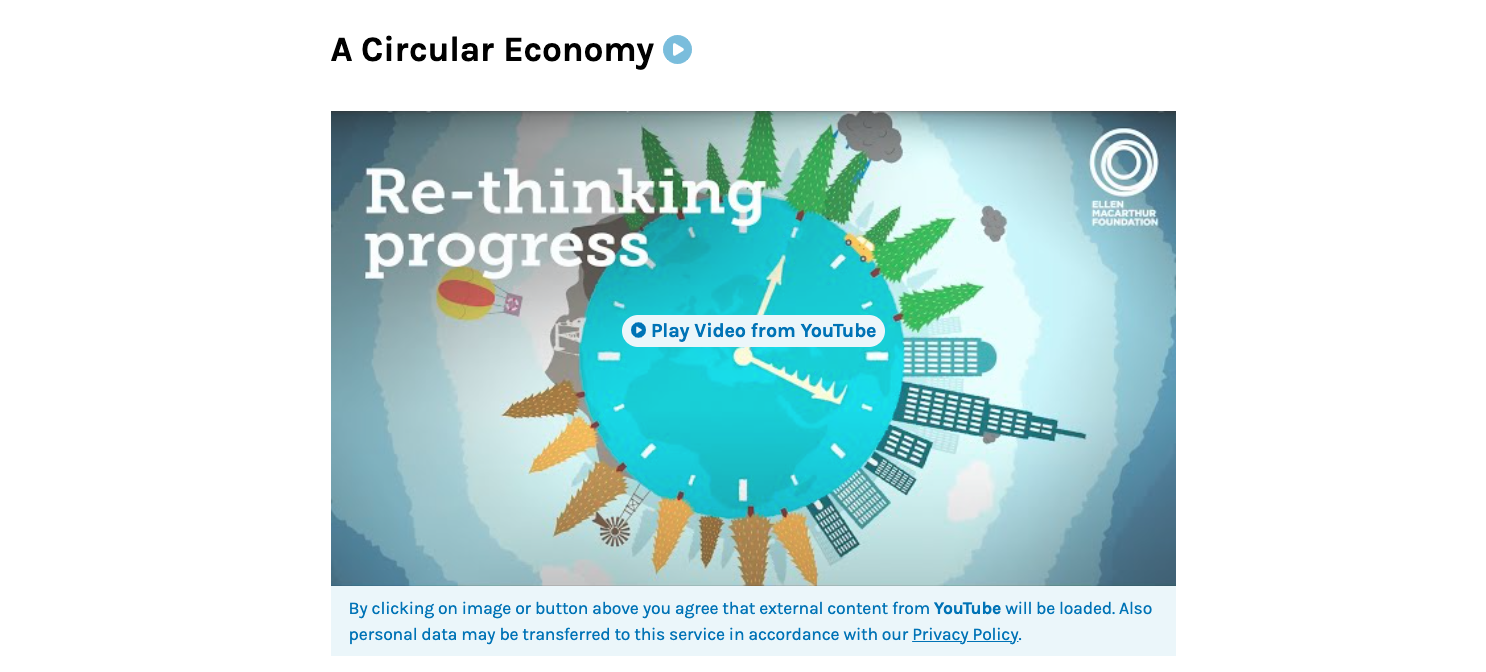 A Circular Economy
Re-thinking
progress
ELLEN
MACARTHUR
FOUNDATION
Play Video from YouTube
By clicking on image or button above you agree that external content from YouTube will be loaded. Also
personal data may be transferred to this service in accordance with our Privacy Policy.